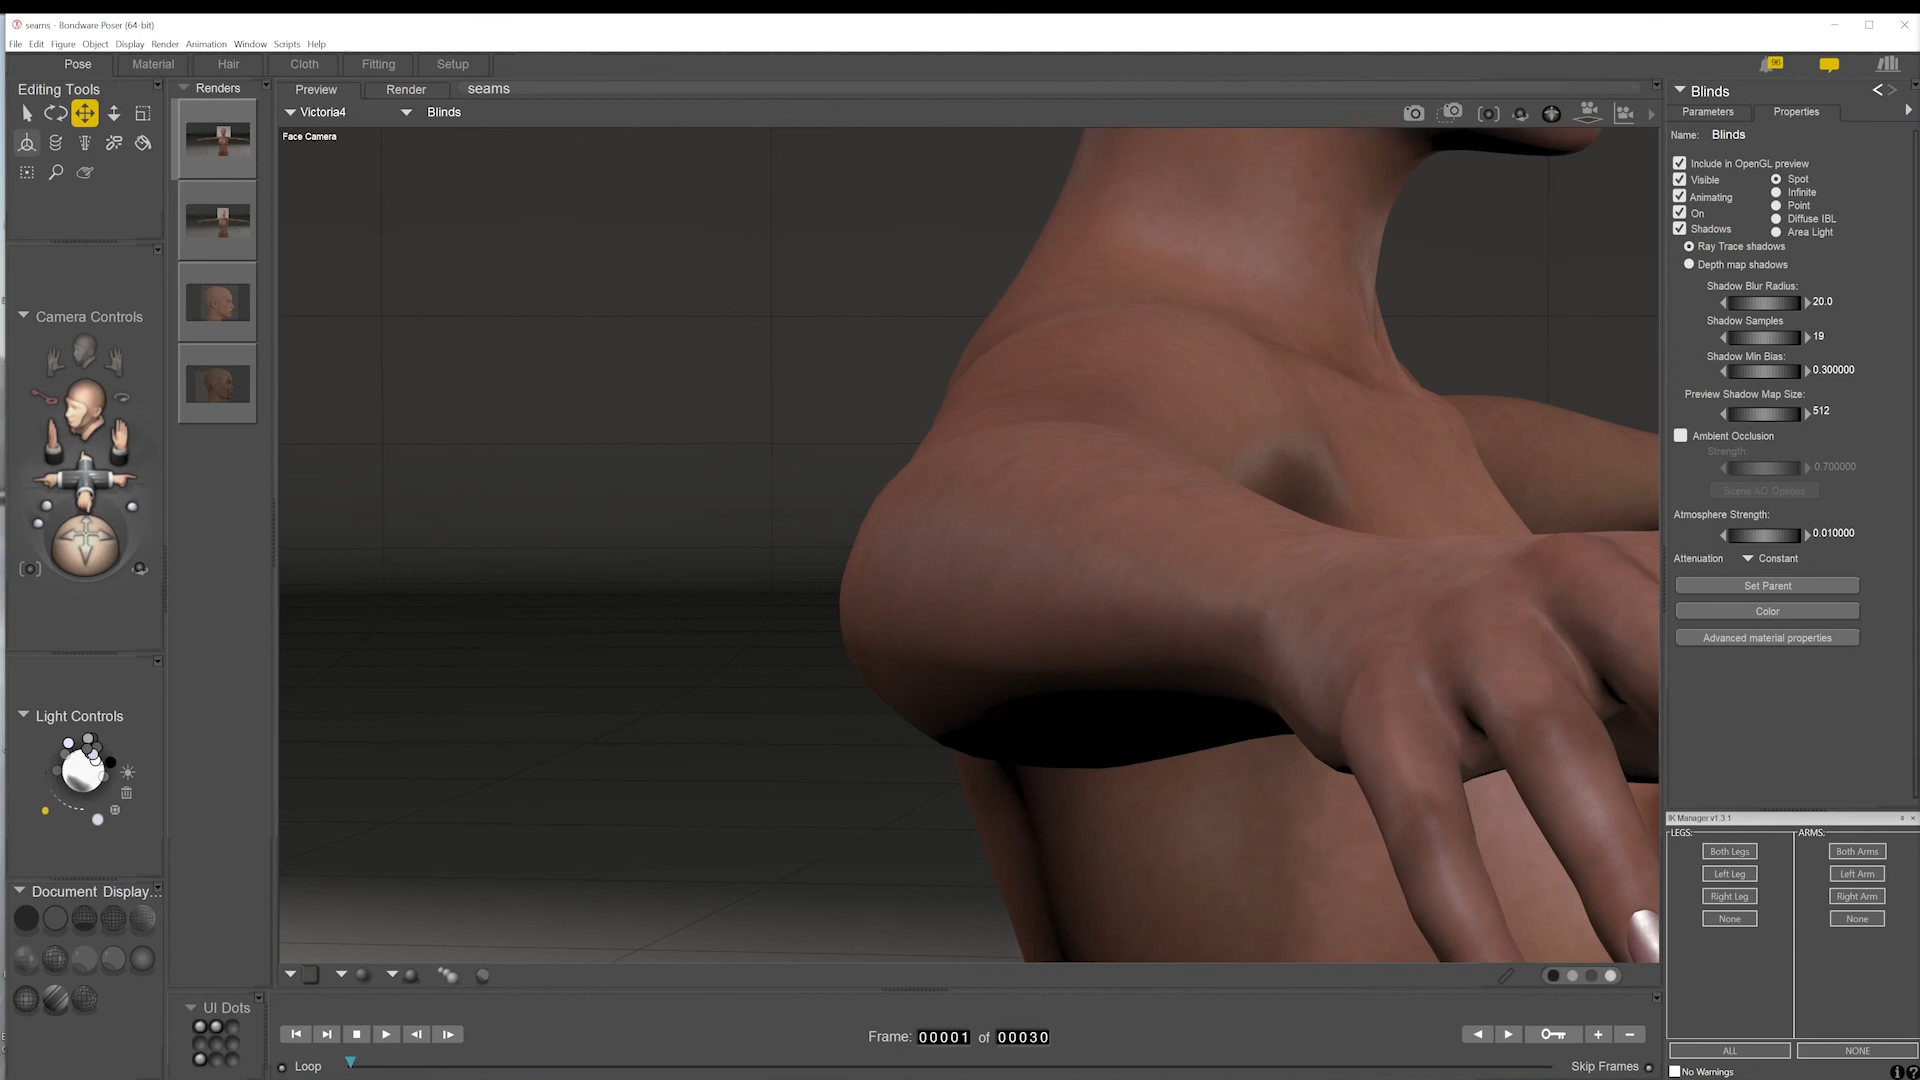 seams - Bondware Poser (64-bit)
File Edit Figure Object Display Render Animation Window Scripts Help
Pose Material Hair Cloth Fitting Setup
96
Editing Tools
Renders
Preview Render seams
Victoria4 Blinds
Face Camera
Camera Controls
Light Controls
Document Display...
UI Dots
Blinds
Parameters Properties
Name: Blinds
Include in OpenGL preview
Visible
Animating
On
Shadows
Spot
Infinite
Point
Diffuse IBL
Area Light
Ray Trace shadows
Depth map shadows
Shadow Blur Radius:
20.0
Shadow Samples
19
Shadow Min Bias:
0.300000
Preview Shadow Map Size:
512
Ambient Occlusion
Strength:
0.700000
Scene AO Options
Atmosphere Strength:
0.010000
Attenuation Constant
Set Parent
Color
Advanced material properties
IK Manager v1.3.1
LEGS: ARMS:
Both Legs Both Arms
Left Leg Left Arm
Right Leg Right Arm
None None
ALL NONE
No Warnings
Frame: 00001 of 00030
Loop
Skip Frames